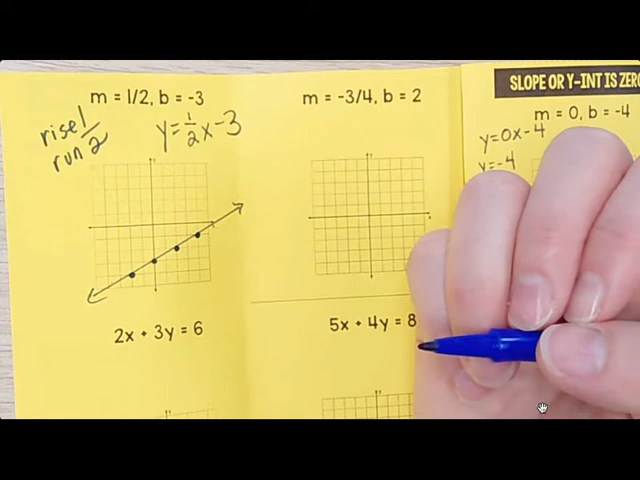 m = 1/2, b = -3
rise 1
run 2
y = 1/2 x - 3
m = -3/4, b = 2
SLOPE OR Y-INT IS ZERO
m = 0, b = -4
y = 0x - 4
y = -4
2x + 3y = 6
5x + 4y = 8